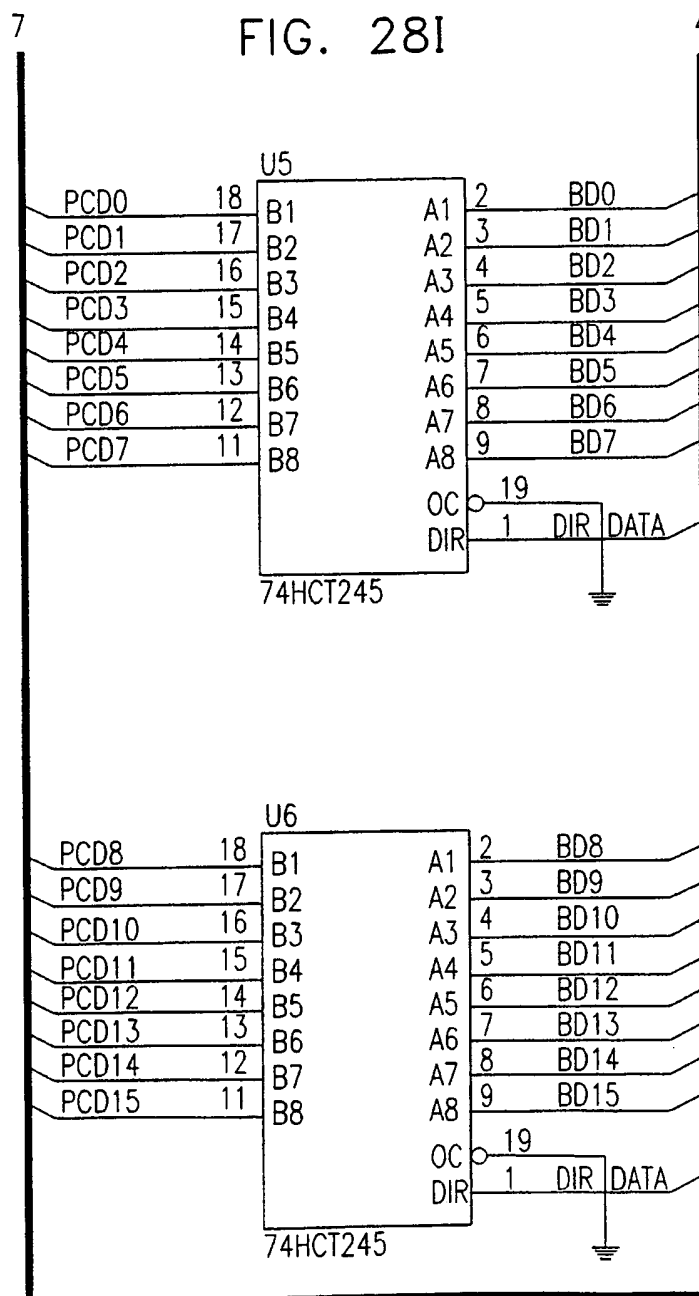 7 FIG. 28I
U5
PCD0 18 B1 A1 2 BD0
PCD1 17 B2 A2 3 BD1
PCD2 16 B3 A3 4 BD2
PCD3 15 B4 A4 5 BD3
PCD4 14 B5 A5 6 BD4
PCD5 13 B6 A6 7 BD5
PCD6 12 B7 A7 8 BD6
PCD7 11 B8 A8 9 BD7
OC 19
DIR 1 DIR DATA
74HCT245
U6
PCD8 18 B1 A1 2 BD8
PCD9 17 B2 A2 3 BD9
PCD10 16 B3 A3 4 BD10
PCD11 15 B4 A4 5 BD11
PCD12 14 B5 A5 6 BD12
PCD13 13 B6 A6 7 BD13
PCD14 12 B7 A7 8 BD14
PCD15 11 B8 A8 9 BD15
OC 19
DIR 1 DIR DATA
74HCT245